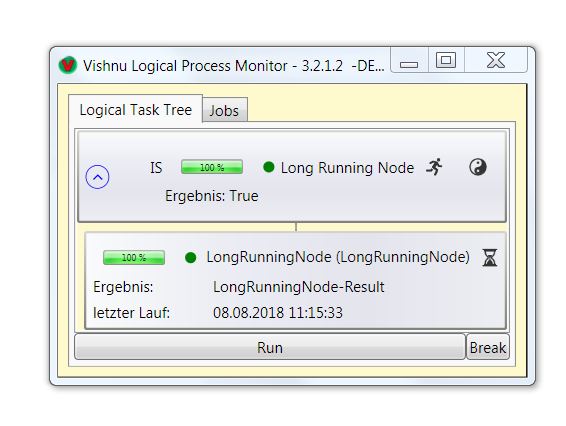 Vishnu Logical Process Monitor - 3.2.1.2 -DE...
Logical Task Tree Jobs
IS 100 % Long Running Node
Ergebnis: True
100 % LongRunningNode (LongRunningNode)
Ergebnis: LongRunningNode-Result
letzter Lauf: 08.08.2018 11:15:33
Run Break